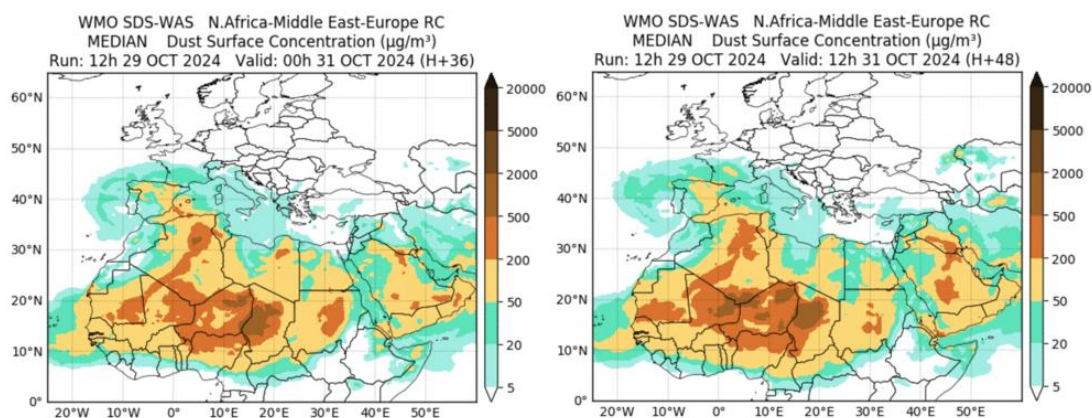 WMO SDS-WAS N.Africa-Middle East-Europe RC
MEDIAN Dust Surface Concentration (µg/m³)
Run: 12h 29 OCT 2024 Valid: 00h 31 OCT 2024 (H+36)
60°N
50°N
40°N
30°N
20°N
10°N
0°
20°W
10°W
0°
10°E
20°E
30°E
40°E
50°E
20000
5000
2000
500
200
50
20
5
WMO SDS-WAS N.Africa-Middle East-Europe RC
MEDIAN Dust Surface Concentration (µg/m³)
Run: 12h 29 OCT 2024 Valid: 12h 31 OCT 2024 (H+48)
60°N
50°N
40°N
30°N
20°N
10°N
0°
20°W
10°W
0°
10°E
20°E
30°E
40°E
50°E
20000
5000
2000
500
200
50
20
5